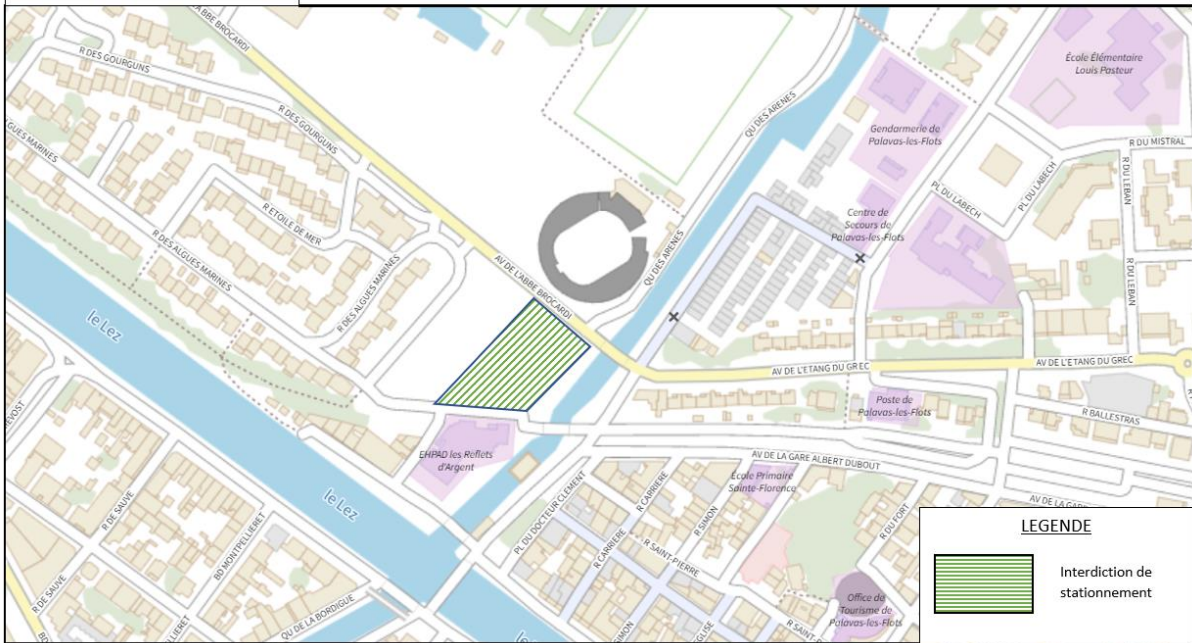 R DES GOURGUNS
R DES GOURGUNS
AV DE L'ABBE BROCARDI
R ETOILE DE MER
ALGUES MARINES
R DES ALGUES MARINES
R DES ALGUES MARINES
le Lez
QU DES ARENES
QU DES ARENES
École Élémentaire
Louis Pasteur
Gendarmerie de
Palavas-les-Flots
R DU MISTRAL
R DU LEBAN
R DU LEBAN
PL DU LABECH
PL DU LABECH
Centre de
Secours de
Palavas-les-Flots
AV DE L'ETANG DU GREC
AV DE L'ETANG DU GREC
Poste de
Palavas-les-Flots
R BALLESTRAS
EHPAD les Reflets
d'Argent
AV DE LA GARE ALBERT DUBOUT
AV DE LA GARE
École Primaire
Sainte-Florence
le Lez
R DE SAUVE
R DE SAUVE
BD MONTPELLIERET
QU DE LA BORDIGUE
PL DU DOCTEUR CLEMENT
R CARRIERE
R CARRIERE
R SIMON
R SIMON
R SAINT-PIERRE
R DU FORT
Office de
Tourisme de
Palavas-les-Flots
le Lez
LEGENDE
Interdiction de
stationnement